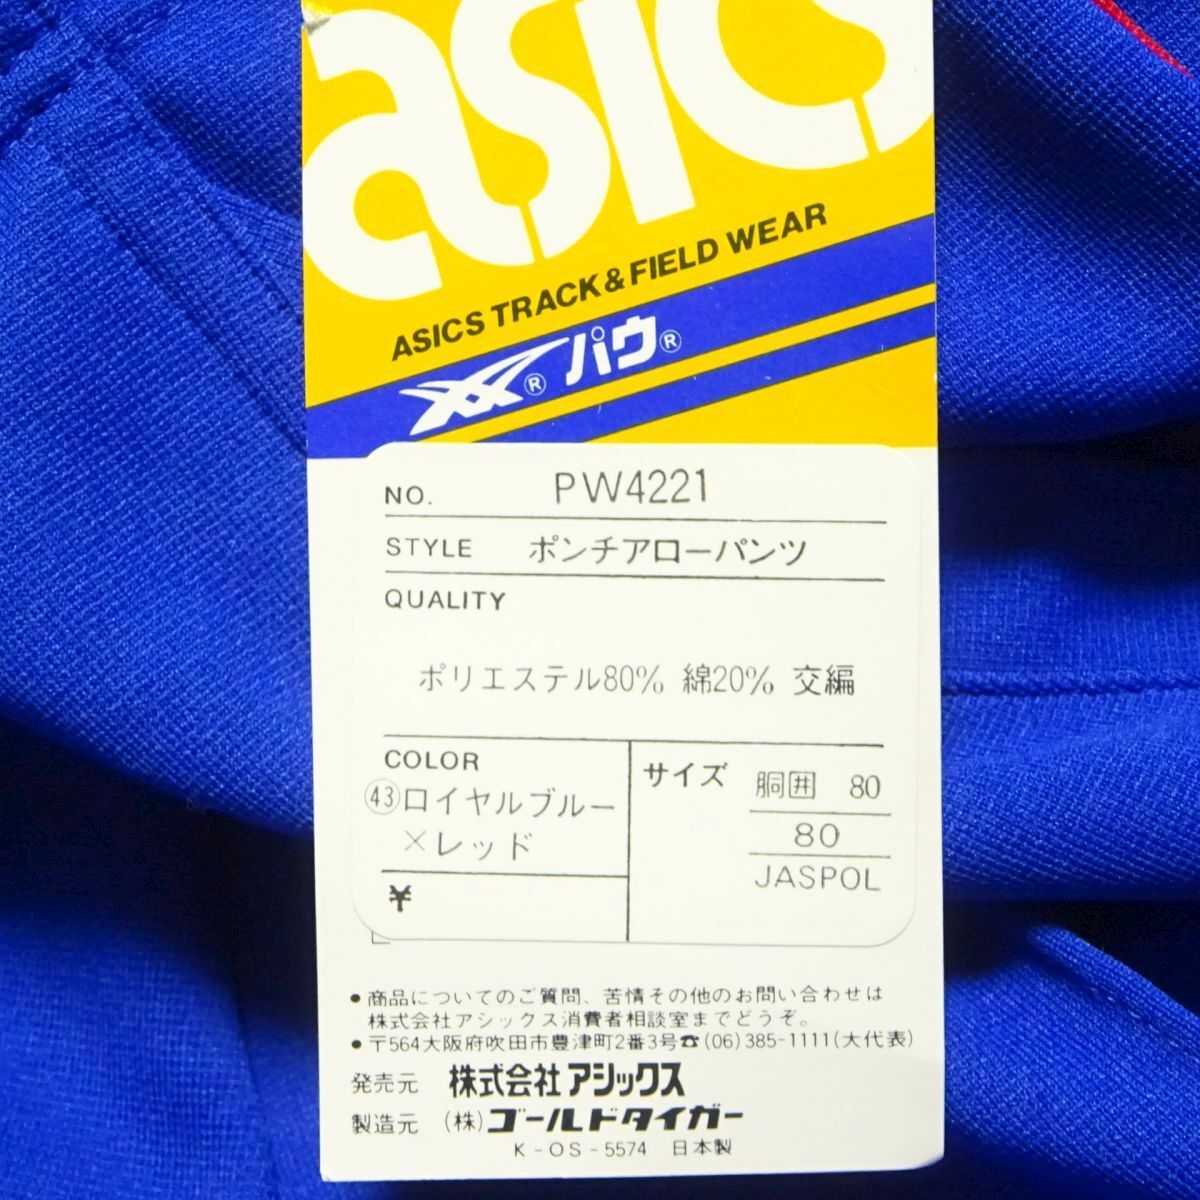 asics
ASICS TRACK & FIELD WEAR
® パウ®
NO. PW4221
STYLE ポンチアローパンツ
QUALITY
ポリエステル80% 綿20% 交編
COLOR
㊸ロイヤルブルー
×レッド
¥
サイズ 胴囲 80
80
JASPOL
●商品についてのご質問、苦情その他のお問い合わせは
株式会社アシックス消費者相談室までどうぞ。
●〒564大阪府吹田市豊津町2番3号☎(06)385-1111(大代表)
発売元 株式会社アシックス
製造元 (株)ゴールドタイガー
K-OS-5574 日本製